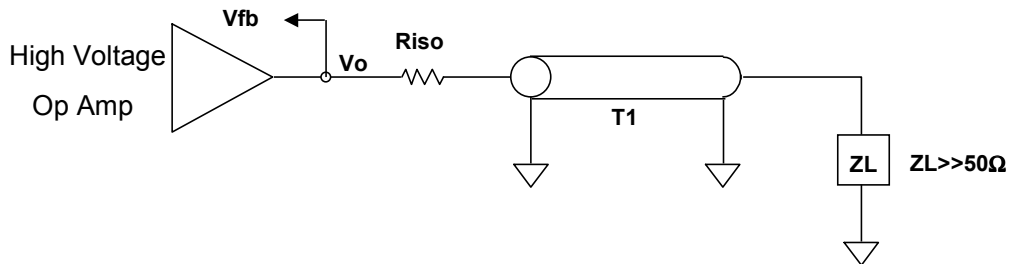 Vfb
High Voltage
Op Amp
Vo
Riso
T1
ZL
ZL>>50Ω